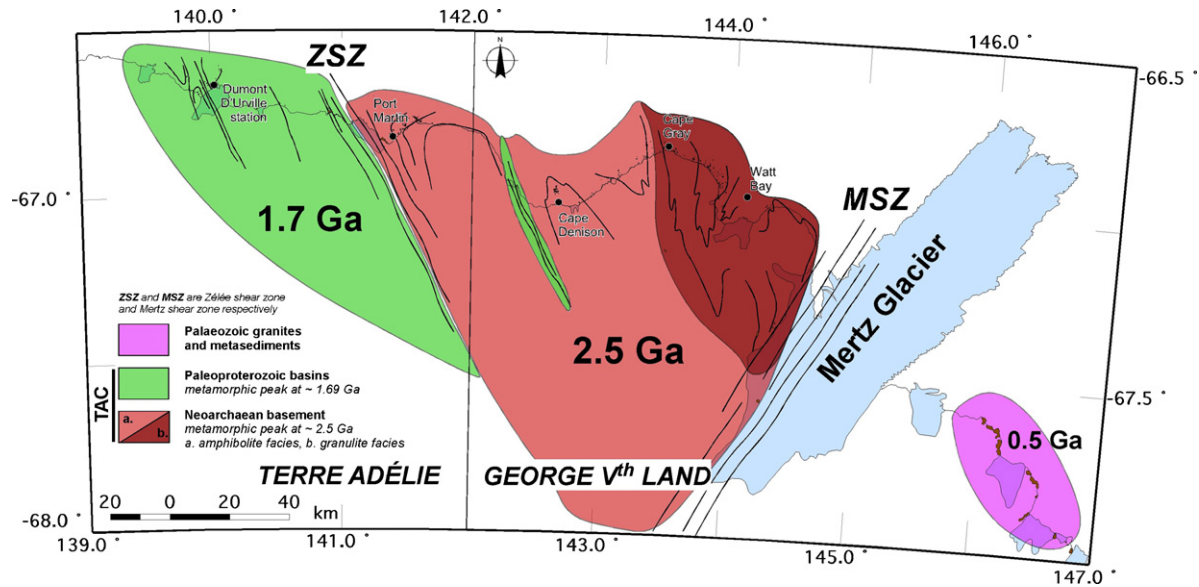 140.0 °
142.0 °
144.0 °
146.0 °
ZSZ
N
-66.5 °
Dumont
D'Urville
station
Port
Martin
Cape
Gray
Watt
Bay
-67.0 °
1.7 Ga
Cape
Denison
MSZ
ZSZ and MSZ are Zélée shear zone
and Mertz shear zone respectively
Palaeozoic granites
and metasediments
2.5 Ga
Mertz Glacier
TAC
Paleoproterozoic basins
metamorphic peak at ~ 1.69 Ga
-67.5 °
a.
b.
Neoarchaean basement
metamorphic peak at ~ 2.5 Ga
a. amphibolite facies, b. granulite facies
0.5 Ga
TERRE ADÉLIE
GEORGE Vth LAND
20 0 20 40
km
-68.0 °
139.0 °
141.0 °
143.0 °
145.0 °
147.0 °